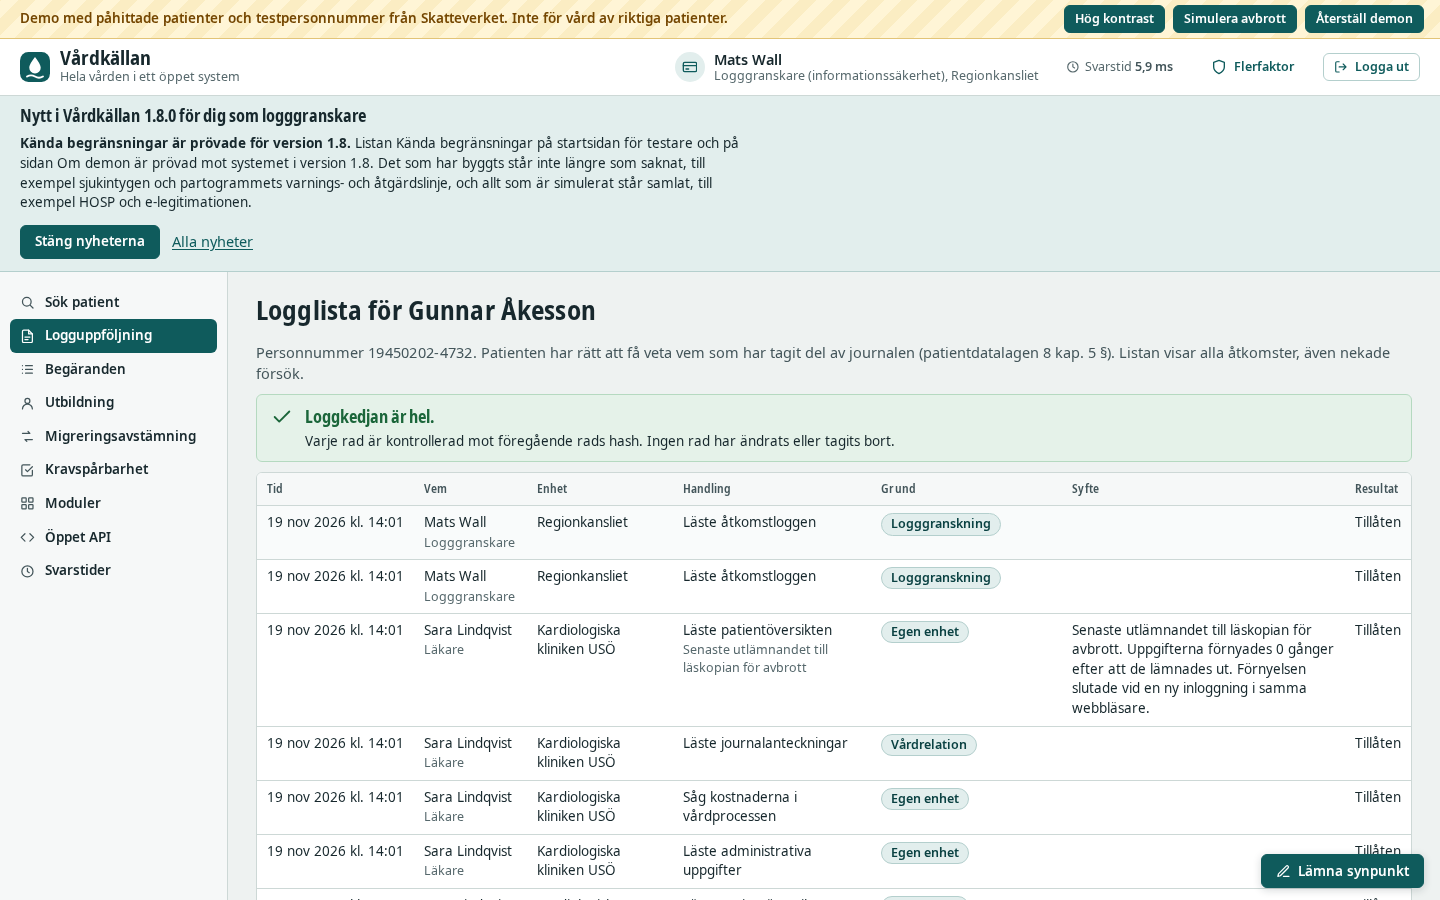 Demo med påhittade patienter och testpersonnummer från Skatteverket. Inte för vård av riktiga patienter.
Hög kontrast
Simulera avbrott
Återställ demon
Vårdkällan
Hela vården i ett öppet system
Mats Wall
Logggranskare (informationssäkerhet), Regionkansliet
Svarstid 5,9 ms
Flerfaktor
Logga ut
Nytt i Vårdkällan 1.8.0 för dig som logggranskare
Kända begränsningar är prövade för version 1.8. Listan Kända begränsningar på startsidan för testare och på
sidan Om demon är prövad mot systemet i version 1.8. Det som har byggts står inte längre som saknat, till
exempel sjukintygen och partogrammets varnings- och åtgärdslinje, och allt som är simulerat står samlat, till
exempel HOSP och e-legitimationen.
Stäng nyheterna
Alla nyheter
Sök patient
Logguppföljning
Begäranden
Utbildning
Migreringsavstämning
Kravspårbarhet
Moduler
Öppet API
Svarstider
Logglista för Gunnar Åkesson
Personnummer 19450202-4732. Patienten har rätt att få veta vem som har tagit del av journalen (patientdatalagen 8 kap. 5 §). Listan visar alla åtkomster, även nekade
försök.
Loggkedjan är hel.
Varje rad är kontrollerad mot föregående rads hash. Ingen rad har ändrats eller tagits bort.
Tid Vem Enhet Handling Grund Syfte Resultat
19 nov 2026 kl. 14:01 Mats Wall Regionkansliet Läste åtkomstloggen Logggranskning Tillåten
Logggranskare
19 nov 2026 kl. 14:01 Mats Wall Regionkansliet Läste åtkomstloggen Logggranskning Tillåten
Logggranskare
19 nov 2026 kl. 14:01 Sara Lindqvist Kardiologiska Läste patientöversikten Egen enhet Senaste utlämnandet till läskopian för Tillåten
Läkare kliniken USÖ Senaste utlämnandet till avbrott. Uppgifterna förnyades 0 gånger
läskopian för avbrott efter att de lämnades ut. Förnyelsen
slutade vid en ny inloggning i samma
webbläsare.
19 nov 2026 kl. 14:01 Sara Lindqvist Kardiologiska Läste journalanteckningar Vårdrelation Tillåten
Läkare kliniken USÖ
19 nov 2026 kl. 14:01 Sara Lindqvist Kardiologiska Såg kostnaderna i Egen enhet Tillåten
Läkare kliniken USÖ vårdprocessen
19 nov 2026 kl. 14:01 Sara Lindqvist Kardiologiska Läste administrativa Egen enhet Tillåten
Läkare kliniken USÖ uppgifter
Lämna synpunkt